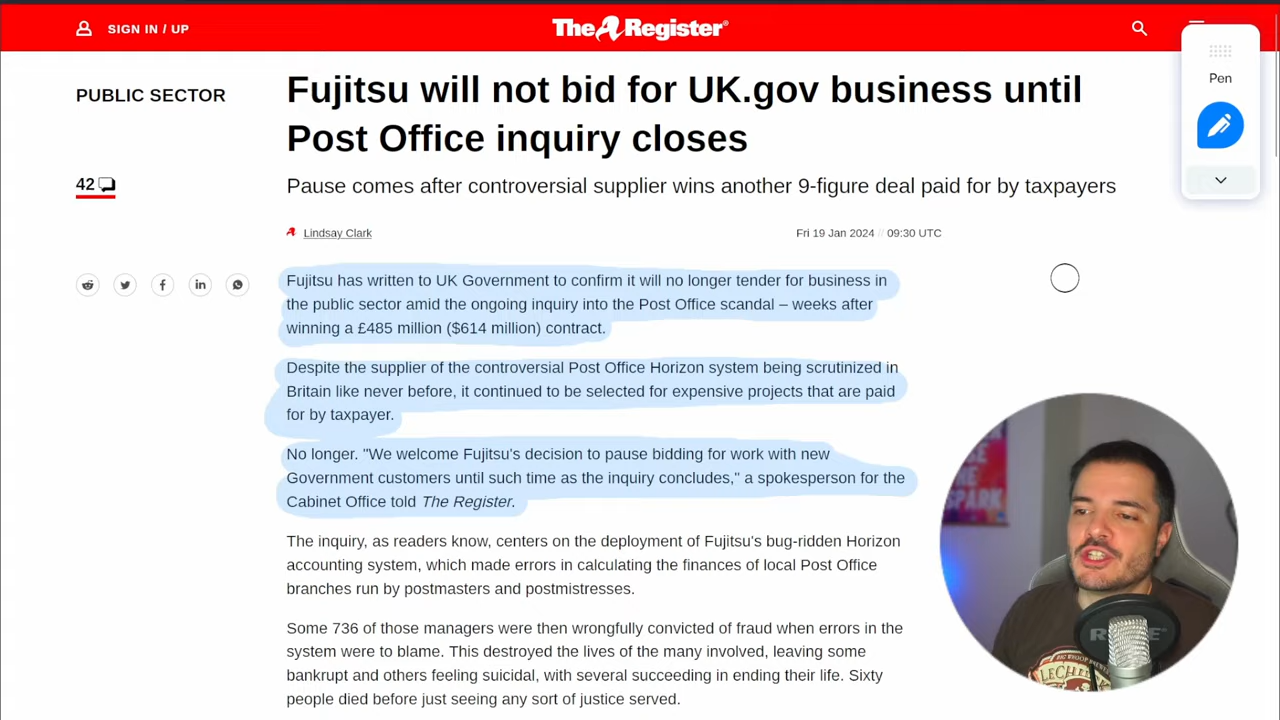 SIGN IN / UP
The Register®
Pen
PUBLIC SECTOR
Fujitsu will not bid for UK.gov business until
Post Office inquiry closes
42
Pause comes after controversial supplier wins another 9-figure deal paid for by taxpayers
Lindsay Clark
Fri 19 Jan 2024 // 09:30 UTC
Fujitsu has written to UK Government to confirm it will no longer tender for business in
the public sector amid the ongoing inquiry into the Post Office scandal – weeks after
winning a £485 million ($614 million) contract.
Despite the supplier of the controversial Post Office Horizon system being scrutinized in
Britain like never before, it continued to be selected for expensive projects that are paid
for by taxpayer.
No longer. "We welcome Fujitsu's decision to pause bidding for work with new
Government customers until such time as the inquiry concludes," a spokesperson for the
Cabinet Office told The Register.
The inquiry, as readers know, centers on the deployment of Fujitsu's bug-ridden Horizon
accounting system, which made errors in calculating the finances of local Post Office
branches run by postmasters and postmistresses.
Some 736 of those managers were then wrongfully convicted of fraud when errors in the
system were to blame. This destroyed the lives of the many involved, leaving some
bankrupt and others feeling suicidal, with several succeeding in ending their life. Sixty
people died before just seeing any sort of justice served.
THE
SPARK